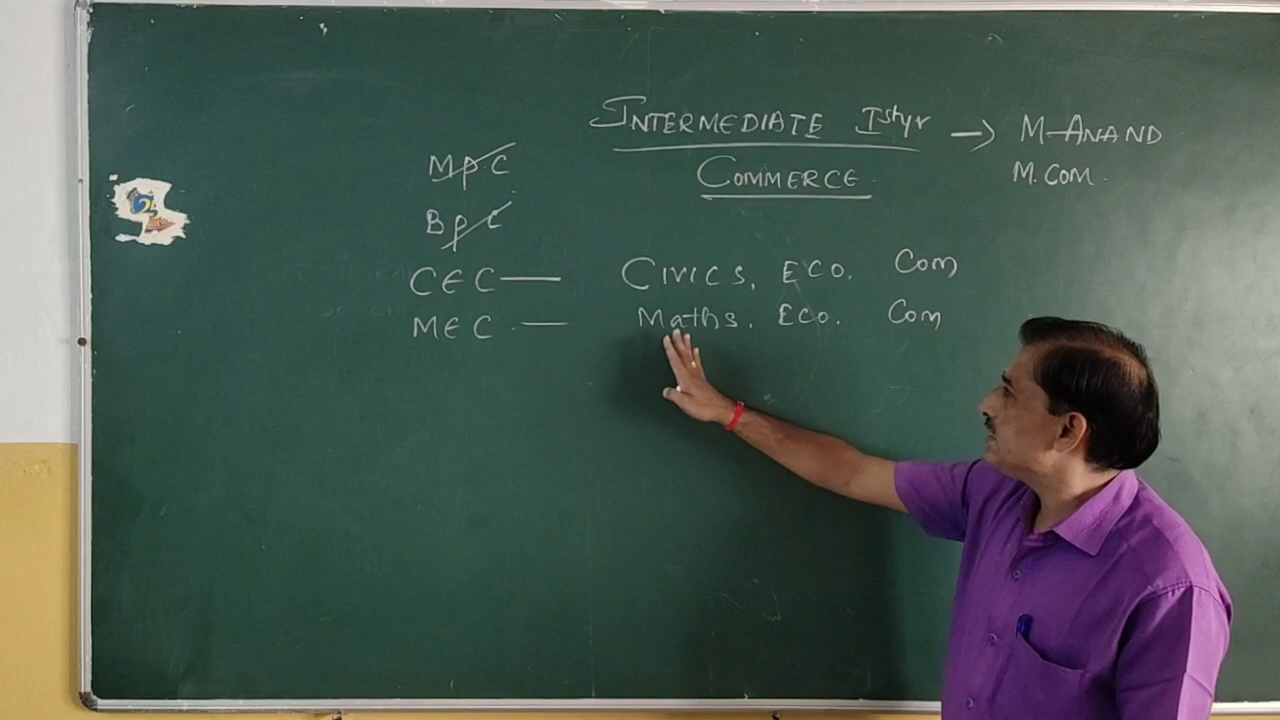 INTERMEDIATE Ist yr → M ANAND
COMMERCE M.COM.
MPC
BPC
CEC — CIVICS, ECO. Com
MEC — Maths, Eco. Com